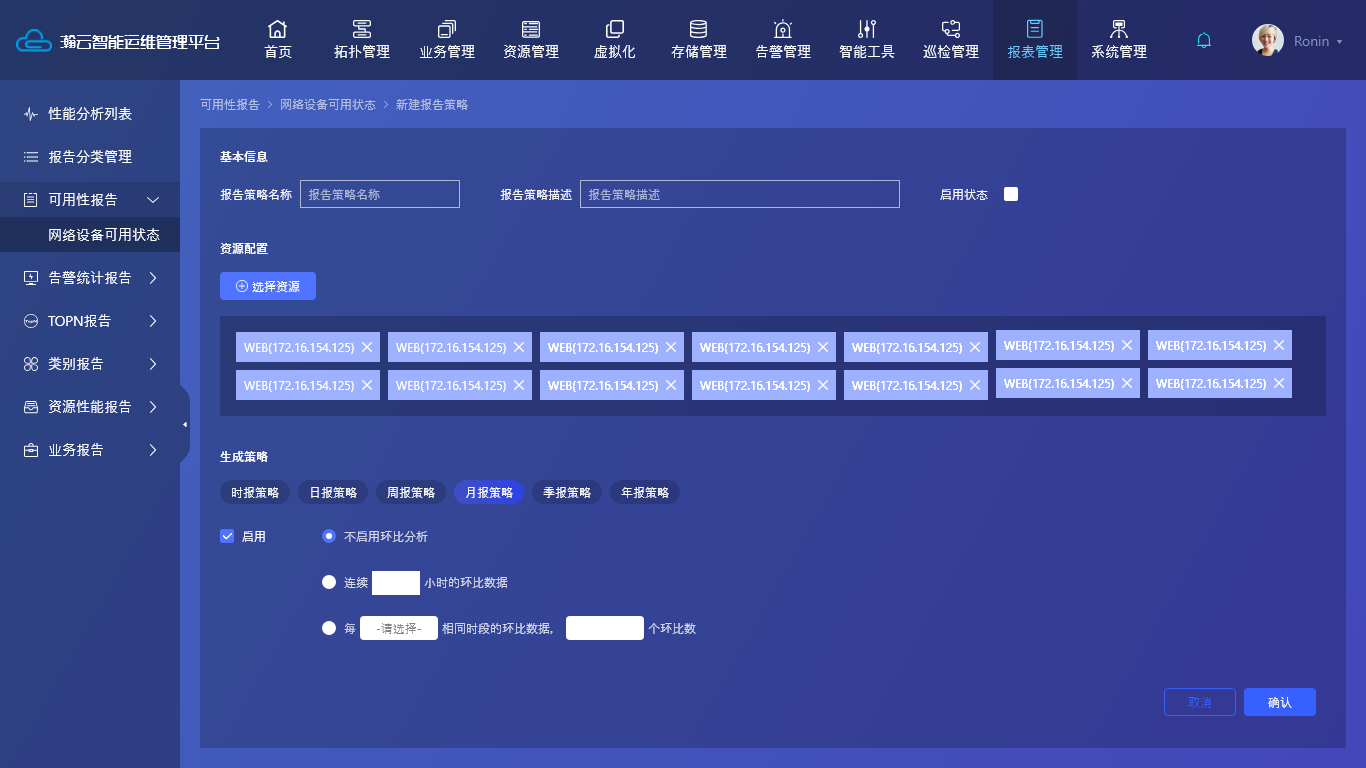 瀚云智能运维管理平台
首页 拓扑管理 业务管理 资源管理 虚拟化 存储管理 告警管理 智能工具 巡检管理 报表管理 系统管理 Ronin
性能分析列表
报告分类管理
可用性报告
网络设备可用状态
告警统计报告
TOPN报告
类别报告
资源性能报告
业务报告
可用性报告 > 网络设备可用状态 > 新建报告策略
基本信息
报告策略名称 报告策略名称 报告策略描述 报告策略描述 启用状态
资源配置
选择资源
WEB(172.16.154.125) WEB(172.16.154.125) WEB(172.16.154.125) WEB(172.16.154.125) WEB(172.16.154.125) WEB(172.16.154.125) WEB(172.16.154.125)
WEB(172.16.154.125) WEB(172.16.154.125) WEB(172.16.154.125) WEB(172.16.154.125) WEB(172.16.154.125) WEB(172.16.154.125) WEB(172.16.154.125)
生成策略
时报策略 日报策略 周报策略 月报策略 季报策略 年报策略
启用 不启用环比分析
连续 小时的环比数据
每 -请选择- 相同时段的环比数据, 个环比数
取消 确认